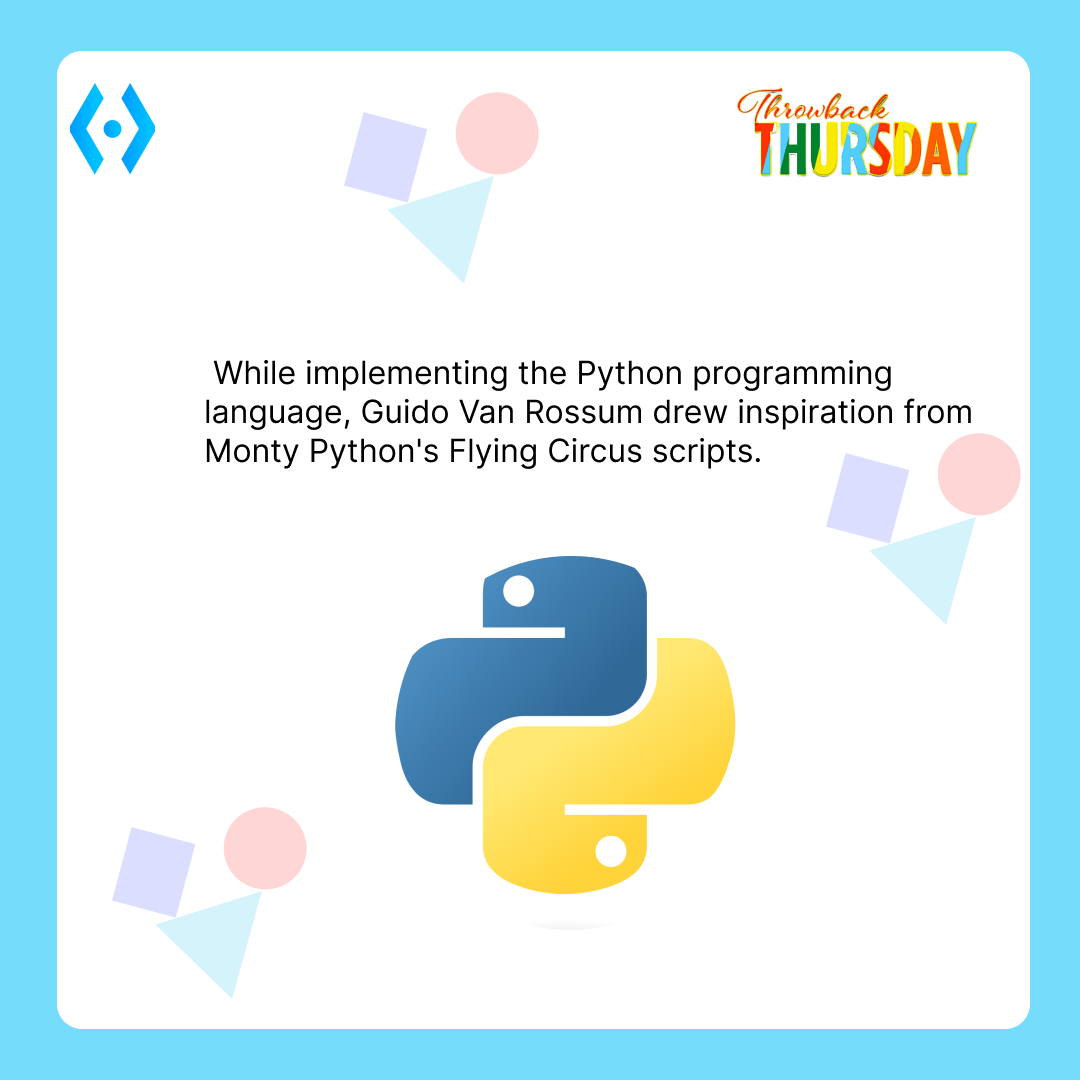 Throwback
THURSDAY
While implementing the Python programming
language, Guido Van Rossum drew inspiration from
Monty Python's Flying Circus scripts.